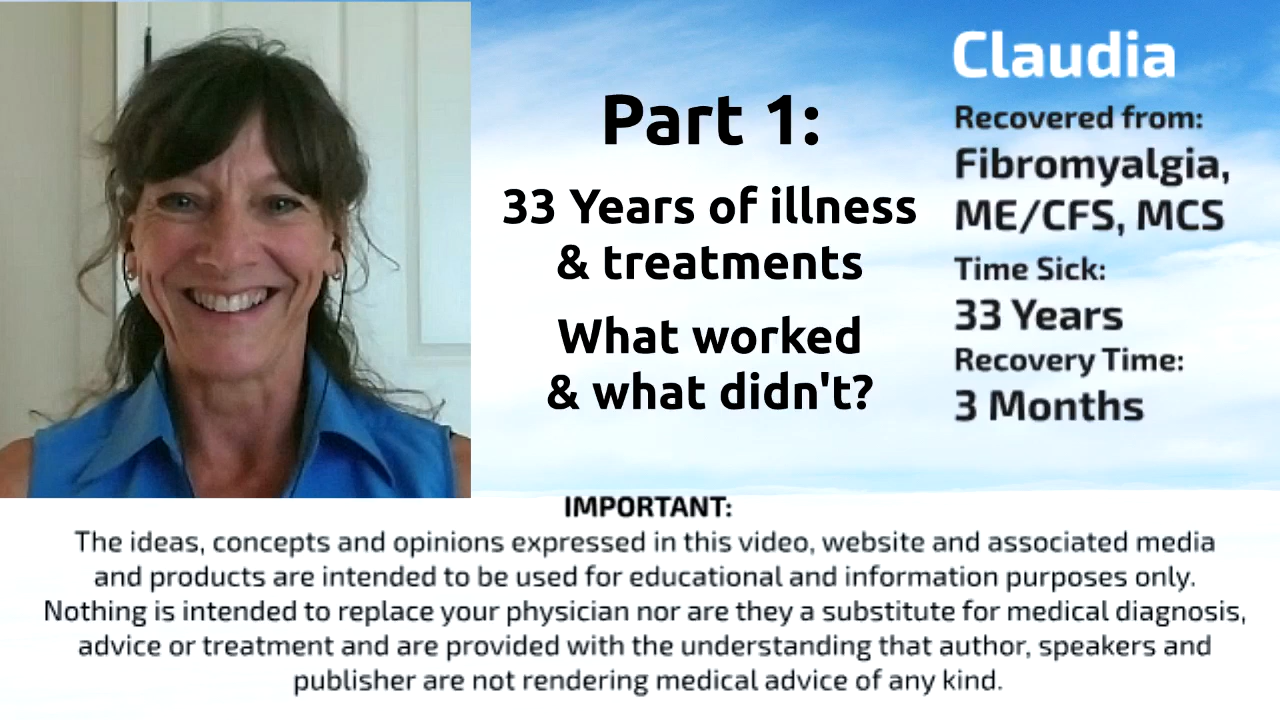 Part 1:
33 Years of illness
& treatments
What worked
& what didn't?
Claudia
Recovered from:
Fibromyalgia,
ME/CFS, MCS
Time Sick:
33 Years
Recovery Time:
3 Months
IMPORTANT:
The ideas, concepts and opinions expressed in this video, website and associated media
and products are intended to be used for educational and information purposes only.
Nothing is intended to replace your physician nor are they a substitute for medical diagnosis,
advice or treatment and are provided with the understanding that author, speakers and
publisher are not rendering medical advice of any kind.